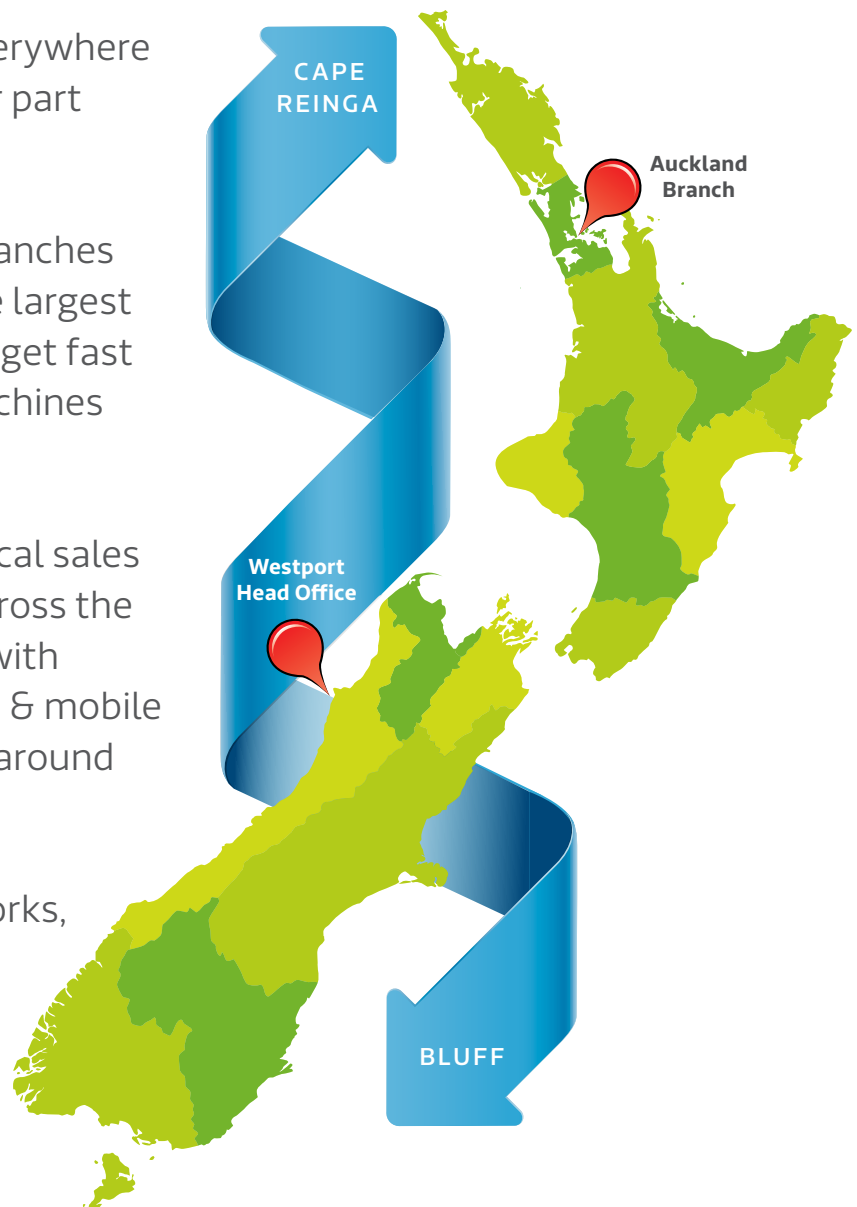 erywhere
part
anches
largest
get fast
chines
cal sales
ross the
with
& mobile
around
orks,
CAPE
REINGA
Auckland
Branch
Westport
Head Office
BLUFF